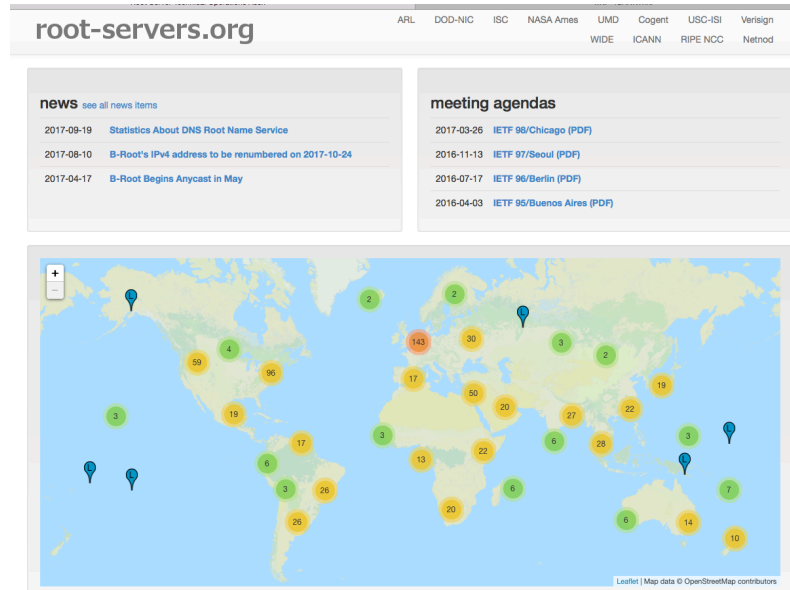 root-servers.org
ARL DOD-NIC ISC NASA Ames UMD Cogent USC-ISI Verisign
WIDE ICANN RIPE NCC Netnod
news see all news items
2017-09-19 Statistics About DNS Root Name Service
2017-08-10 B-Root's IPv4 address to be renumbered on 2017-10-24
2017-04-17 B-Root Begins Anycast in May
meeting agendas
2017-03-26 IETF 98/Chicago (PDF)
2016-11-13 IETF 97/Seoul (PDF)
2016-07-17 IETF 96/Berlin (PDF)
2016-04-03 IETF 95/Buenos Aires (PDF)
+
−
L
2
2
L
143
30
3
4
2
59
96
17
19
50
20
19
3
27
22
3
17
3
22
6
28
3
L
6
13
L
L
L
3
26
6
7
26
20
6
14
10
Leaflet | Map data © OpenStreetMap contributors